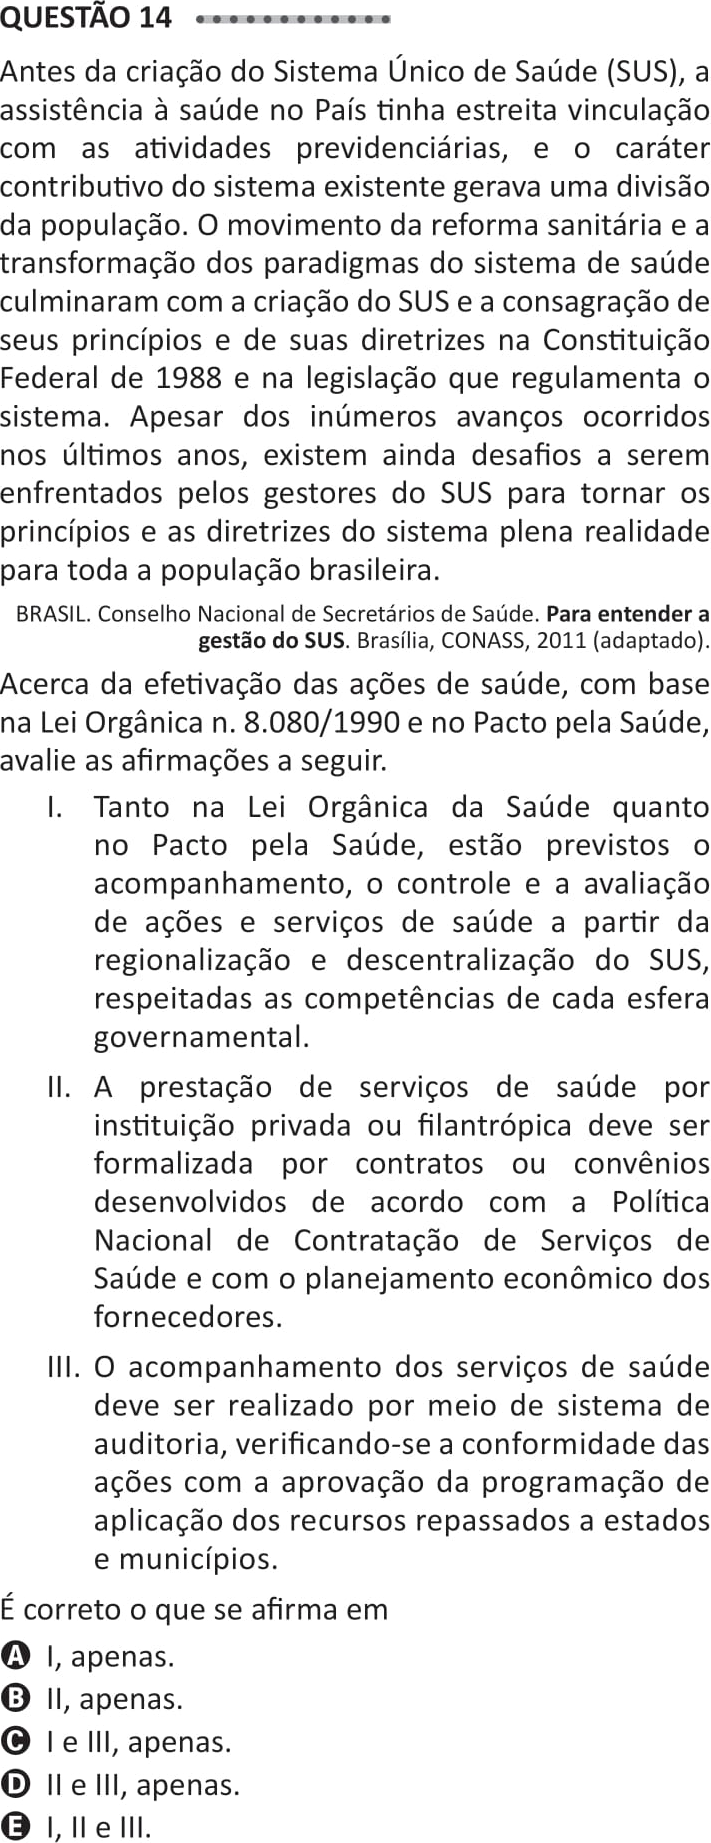 QUESTÃO 14
Antes da criação do Sistema Único de Saúde (SUS), a
assistência à saúde no País tinha estreita vinculação
com as atividades previdenciárias, e o caráter
contributivo do sistema existente gerava uma divisão
da população. O movimento da reforma sanitária e a
transformação dos paradigmas do sistema de saúde
culminaram com a criação do SUS e a consagração de
seus princípios e de suas diretrizes na Constituição
Federal de 1988 e na legislação que regulamenta o
sistema. Apesar dos inúmeros avanços ocorridos
nos últimos anos, existem ainda desafios a serem
enfrentados pelos gestores do SUS para tornar os
princípios e as diretrizes do sistema plena realidade
para toda a população brasileira.
BRASIL. Conselho Nacional de Secretários de Saúde. Para entender a
gestão do SUS. Brasília, CONASS, 2011 (adaptado).
Acerca da efetivação das ações de saúde, com base
na Lei Orgânica n. 8.080/1990 e no Pacto pela Saúde,
avalie as afirmações a seguir.
I. Tanto na Lei Orgânica da Saúde quanto
no Pacto pela Saúde, estão previstos o
acompanhamento, o controle e a avaliação
de ações e serviços de saúde a partir da
regionalização e descentralização do SUS,
respeitadas as competências de cada esfera
governamental.
II. A prestação de serviços de saúde por
instituição privada ou filantrópica deve ser
formalizada por contratos ou convênios
desenvolvidos de acordo com a Política
Nacional de Contratação de Serviços de
Saúde e com o planejamento econômico dos
fornecedores.
III. O acompanhamento dos serviços de saúde
deve ser realizado por meio de sistema de
auditoria, verificando-se a conformidade das
ações com a aprovação da programação de
aplicação dos recursos repassados a estados
e municípios.
É correto o que se afirma em
A I, apenas.
B II, apenas.
C I e III, apenas.
D II e III, apenas.
E I, II e III.